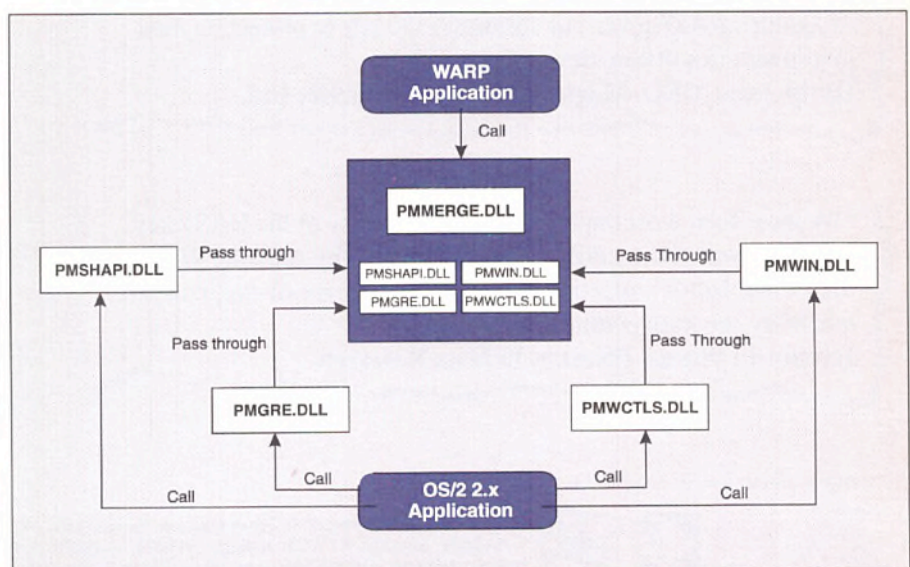 WARP
Application
Call
PMMERGE.DLL
Pass through
Pass Through
PMSHAPI.DLL
PMSHAPI.DLL
PMWIN.DLL
PMWIN.DLL
PMGRE.DLL
PMWCTLS.DLL
Pass through
Pass Through
PMGRE.DLL
PMWCTLS.DLL
Call
Call
Call
Call
OS/2 2.x
Application